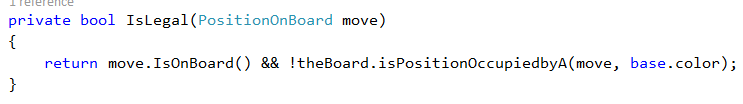 1 reference
private bool IsLegal(PositionOnBoard move)
{
    return move.IsOnBoard() && !theBoard.isPositionOccupiedbyA(move, base.color);
}